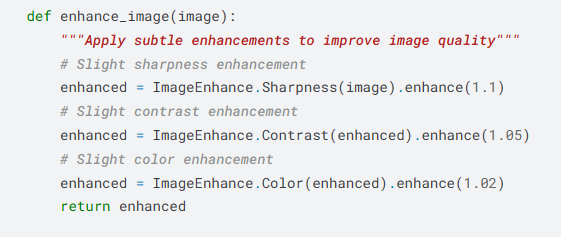 def enhance_image(image):
    """Apply subtle enhancements to improve image quality"""
    # Slight sharpness enhancement
    enhanced = ImageEnhance.Sharpness(image).enhance(1.1)
    # Slight contrast enhancement
    enhanced = ImageEnhance.Contrast(enhanced).enhance(1.05)
    # Slight color enhancement
    enhanced = ImageEnhance.Color(enhanced).enhance(1.02)
    return enhanced